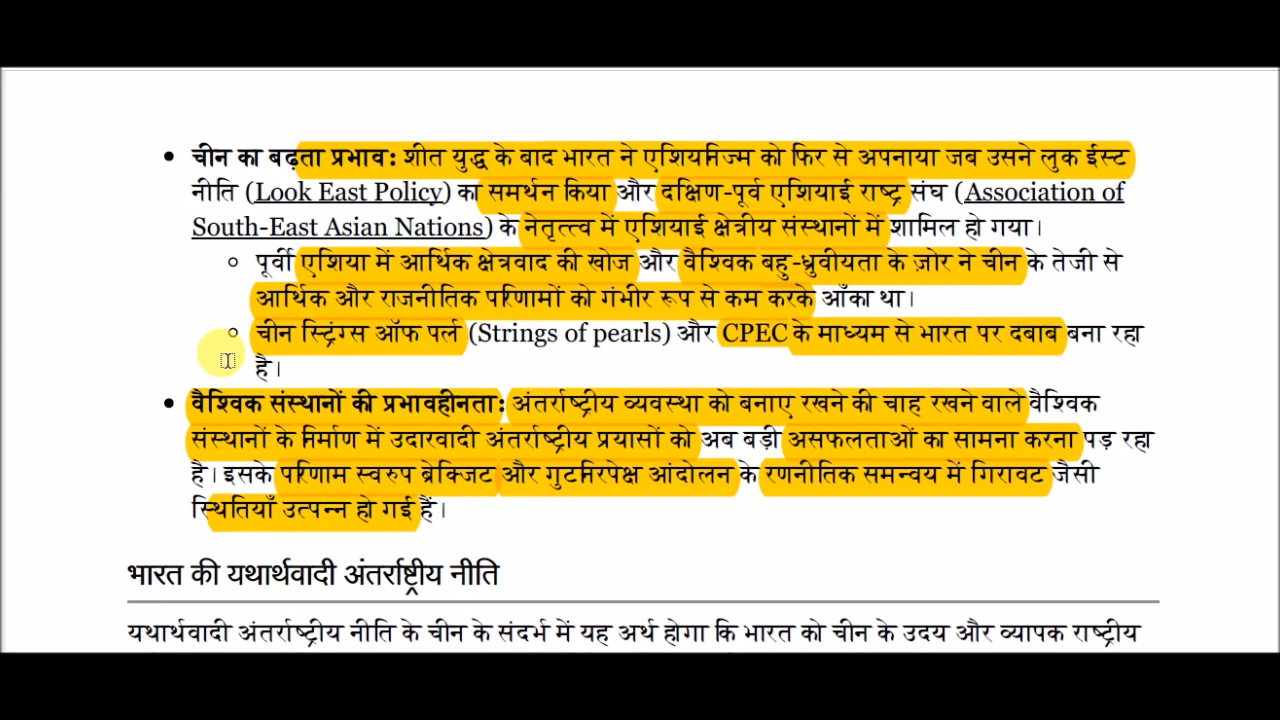 • चीन का बढ़ता प्रभाव: शीत युद्ध के बाद भारत ने एशियनिज्म को फिर से अपनाया जब उसने लुक ईस्ट
नीति (Look East Policy) का समर्थन किया और दक्षिण-पूर्व एशियाई राष्ट्र संघ (Association of
South-East Asian Nations) के नेतृत्त्व में एशियाई क्षेत्रीय संस्थानों में शामिल हो गया।
○ पूर्वी एशिया में आर्थिक क्षेत्रवाद की खोज और वैश्विक बहु-ध्रुवीयता के ज़ोर ने चीन के तेजी से
आर्थिक और राजनीतिक परिणामों को गंभीर रूप से कम करके आँका था।
○ चीन स्ट्रिंग्स ऑफ पर्ल (Strings of pearls) और CPEC के माध्यम से भारत पर दबाब बना रहा
है।
• वैश्विक संस्थानों की प्रभावहीनता: अंतर्राष्ट्रीय व्यवस्था को बनाए रखने की चाह रखने वाले वैश्विक
संस्थानों के निर्माण में उदारवादी अंतर्राष्ट्रीय प्रयासों को अब बड़ी असफलताओं का सामना करना पड़ रहा
है। इसके परिणाम स्वरुप ब्रेक्जिट और गुटनिरपेक्ष आंदोलन के रणनीतिक समन्वय में गिरावट जैसी
स्थितियाँ उत्पन्न हो गई हैं।
भारत की यथार्थवादी अंतर्राष्ट्रीय नीति
यथार्थवादी अंतर्राष्ट्रीय नीति के चीन के संदर्भ में यह अर्थ होगा कि भारत को चीन के उदय और व्यापक राष्ट्रीय